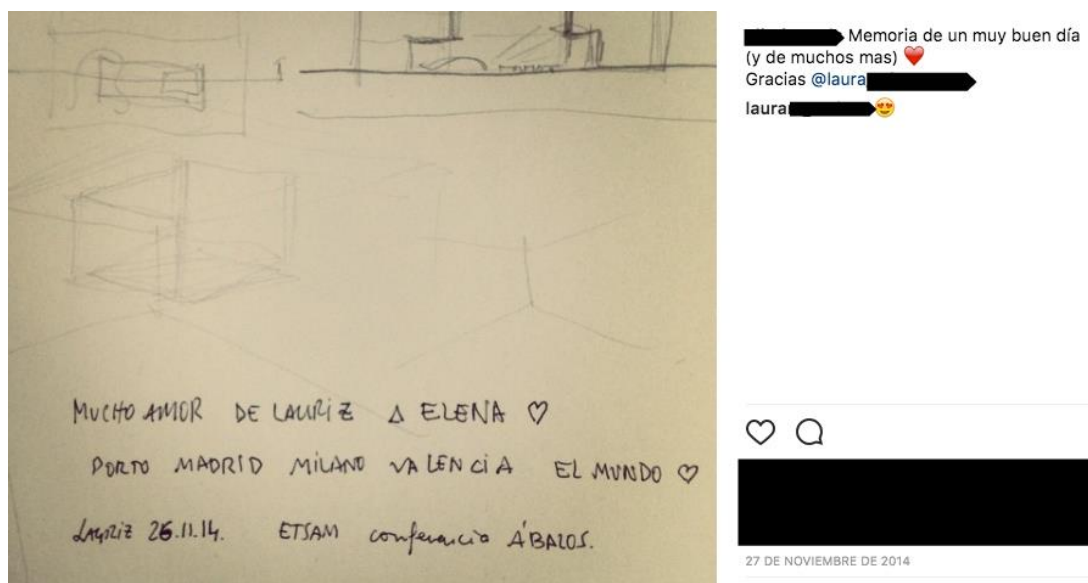 MUCHO AMOR DE LAURIZ A ELENA ♡
PORTO MADRID MILANO VALENCIA EL MUNDO ♡
LAURIZ 26.11.14. ETSAM conferencia ÁBALOS.
Memoria de un muy buen día
(y de muchos mas) ❤️
Gracias @laura
laura 😍
27 DE NOVIEMBRE DE 2014